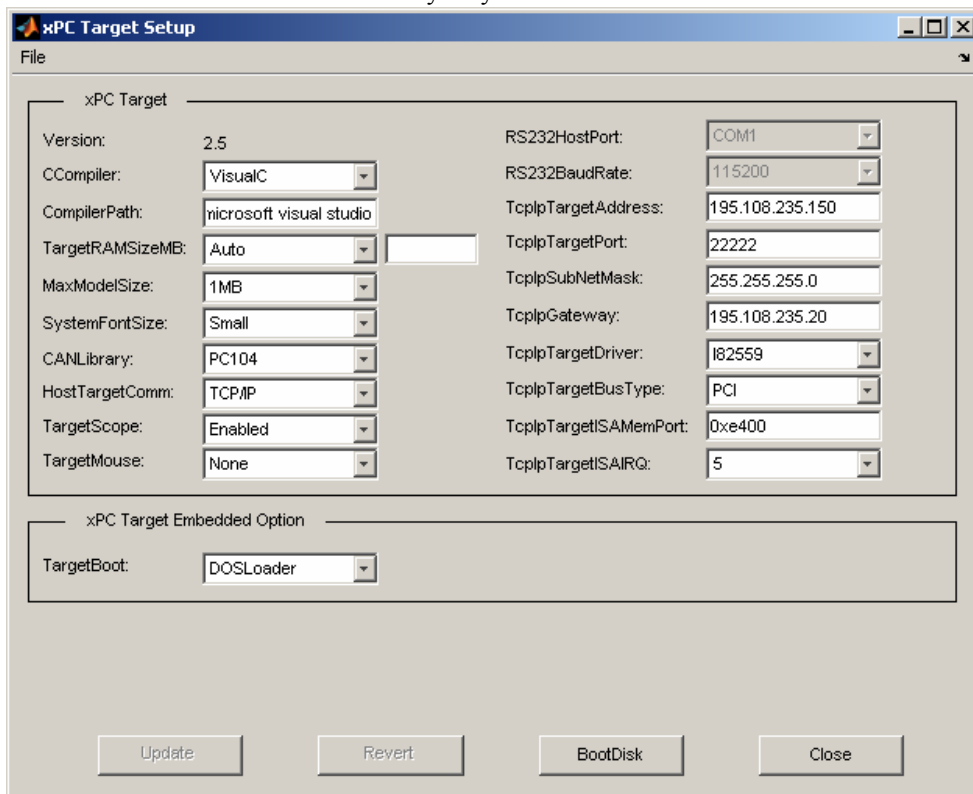 xPC Target Setup
File
xPC Target
Version: 2.5
CCompiler: VisualC
CompilerPath: microsoft visual studio
TargetRAMSizeMB: Auto
MaxModelSize: 1MB
SystemFontSize: Small
CANLibrary: PC104
HostTargetComm: TCP/IP
TargetScope: Enabled
TargetMouse: None
RS232HostPort: COM1
RS232BaudRate: 115200
TcpIpTargetAddress: 195.108.235.150
TcpIpTargetPort: 22222
TcpIpSubNetMask: 255.255.255.0
TcpIpGateway: 195.108.235.20
TcpIpTargetDriver: I82559
TcpIpTargetBusType: PCI
TcpIpTargetISAMemPort: 0xe400
TcpIpTargetISAIRQ: 5
xPC Target Embedded Option
TargetBoot: DOSLoader
Update Revert BootDisk Close